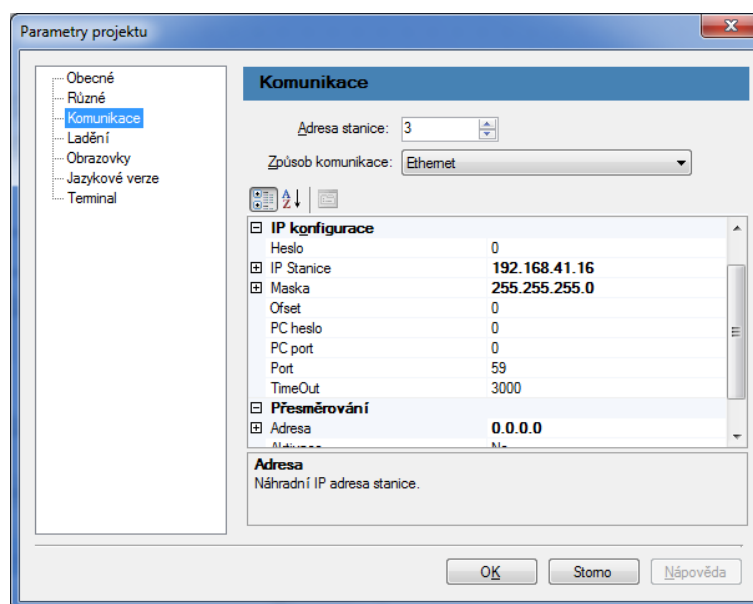 Parametry projektu
Obecné
Různé
Komunikace
Ladění
Obrazovky
Jazykové verze
Terminal
Komunikace
Adresa stanice: 3
Způsob komunikace: Ethernet
IP konfigurace
Heslo 0
IP Stanice 192.168.41.16
Maska 255.255.255.0
Ofset 0
PC heslo 0
PC port 0
Port 59
TimeOut 3000
Přesměrování
Adresa 0.0.0.0
Adresa
Náhradní IP adresa stanice.
OK Storno Nápověda